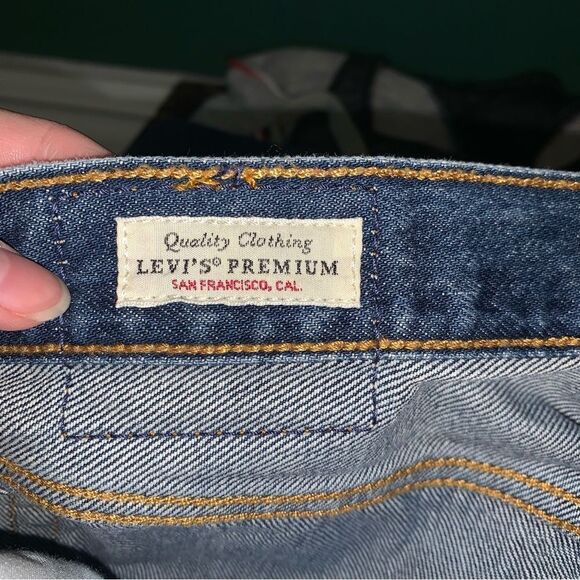 Quality Clothing
LEVI'S® PREMIUM
SAN FRANCISCO, CAL.